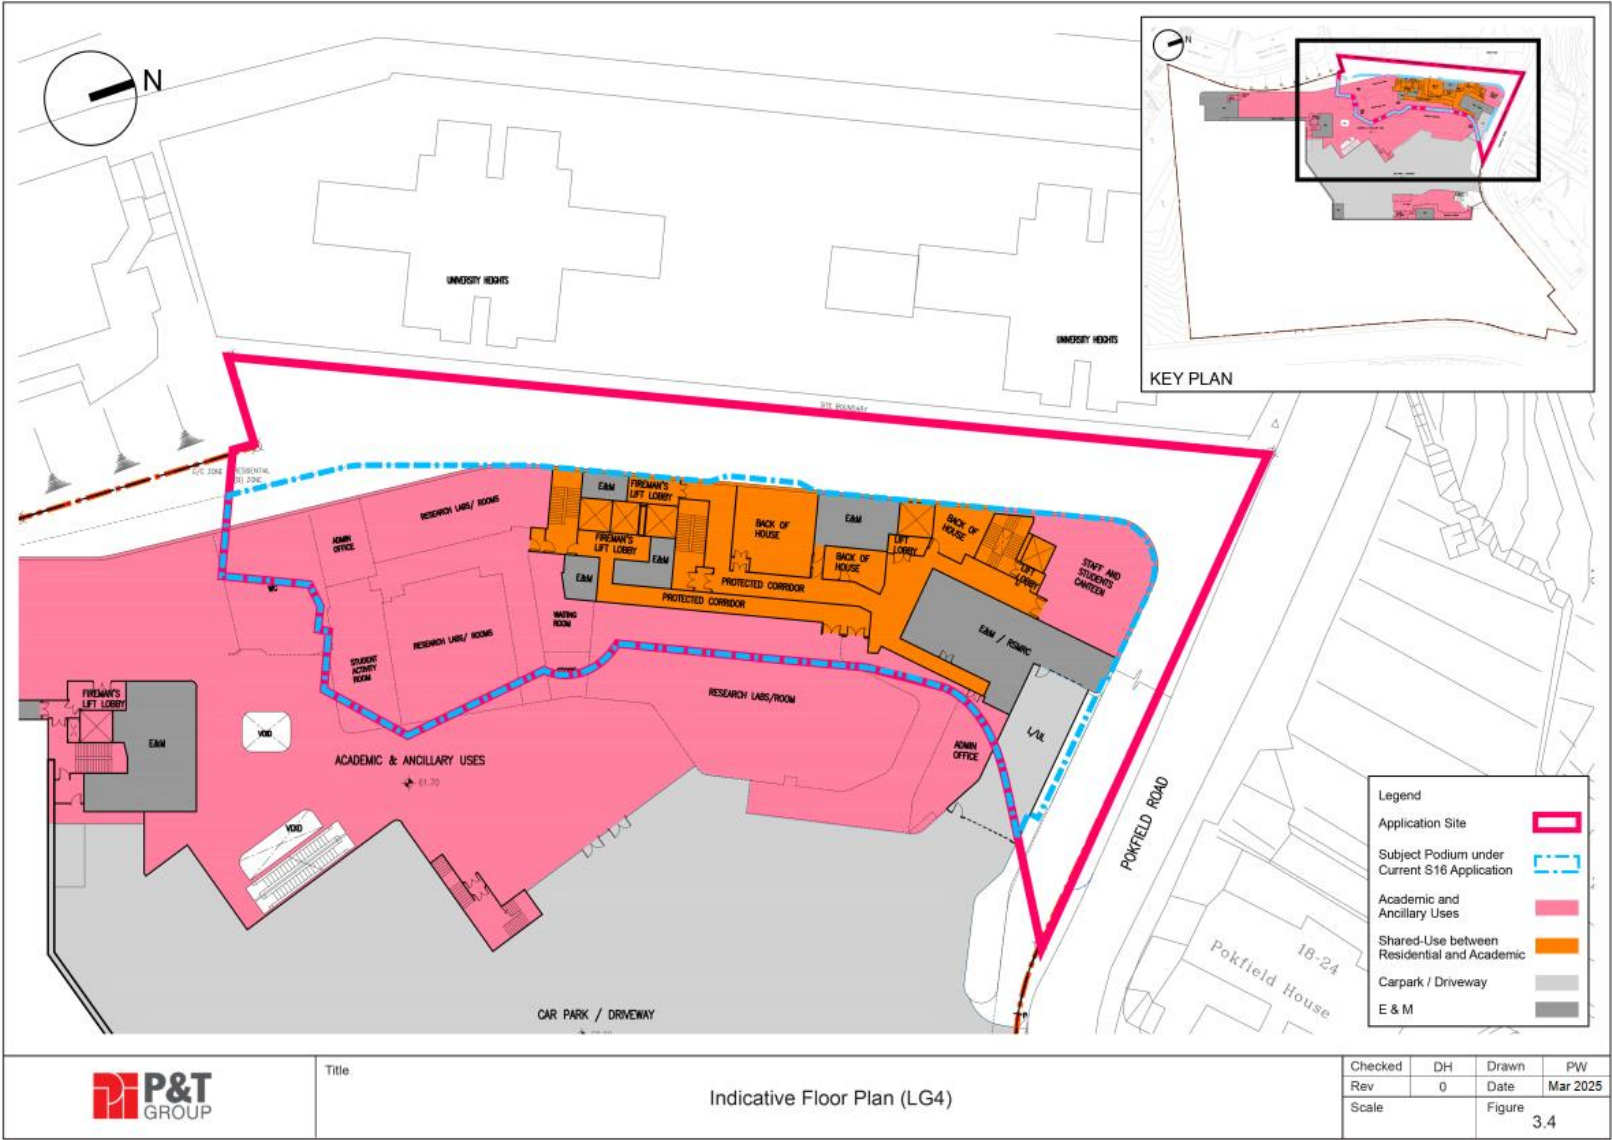 N
N
KEY PLAN
UNIVERSITY HEIGHTS
UNIVERSITY HEIGHTS
SITE BOUNDARY
G/C ZONE
RESIDENTIAL
ZONE
RESEARCH LABS/ ROOMS
ADMIN
OFFICE
E&M
FIREMAN'S
LIFT LOBBY
FIREMAN'S
LIFT LOBBY
E&M
E&M
BACK OF
HOUSE
E&M
BACK OF
HOUSE
LIFT
LOBBY
BACK OF
HOUSE
LIFT
LOBBY
STAFF AND
STUDENTS
CANTEEN
PROTECTED CORRIDOR
PROTECTED CORRIDOR
WC
WAITING
ROOM
RESEARCH LABS/ ROOMS
STUDENT
ACTIVITY
ROOM
E&M / RSMRC
RESEARCH LABS/ROOM
L/UL
ADMIN
OFFICE
FIREMAN'S
LIFT LOBBY
E&M
VOID
ACADEMIC & ANCILLARY USES
61.70
VOID
CAR PARK / DRIVEWAY
POKFIELD ROAD
18-24
Pokfield House
Legend
Application Site
Subject Podium under
Current S16 Application
Academic and
Ancillary Uses
Shared-Use between
Residential and Academic
Carpark / Driveway
E & M
P&T
GROUP
Title
Indicative Floor Plan (LG4)
Checked DH Drawn PW
Rev 0 Date Mar 2025
Scale Figure
3.4